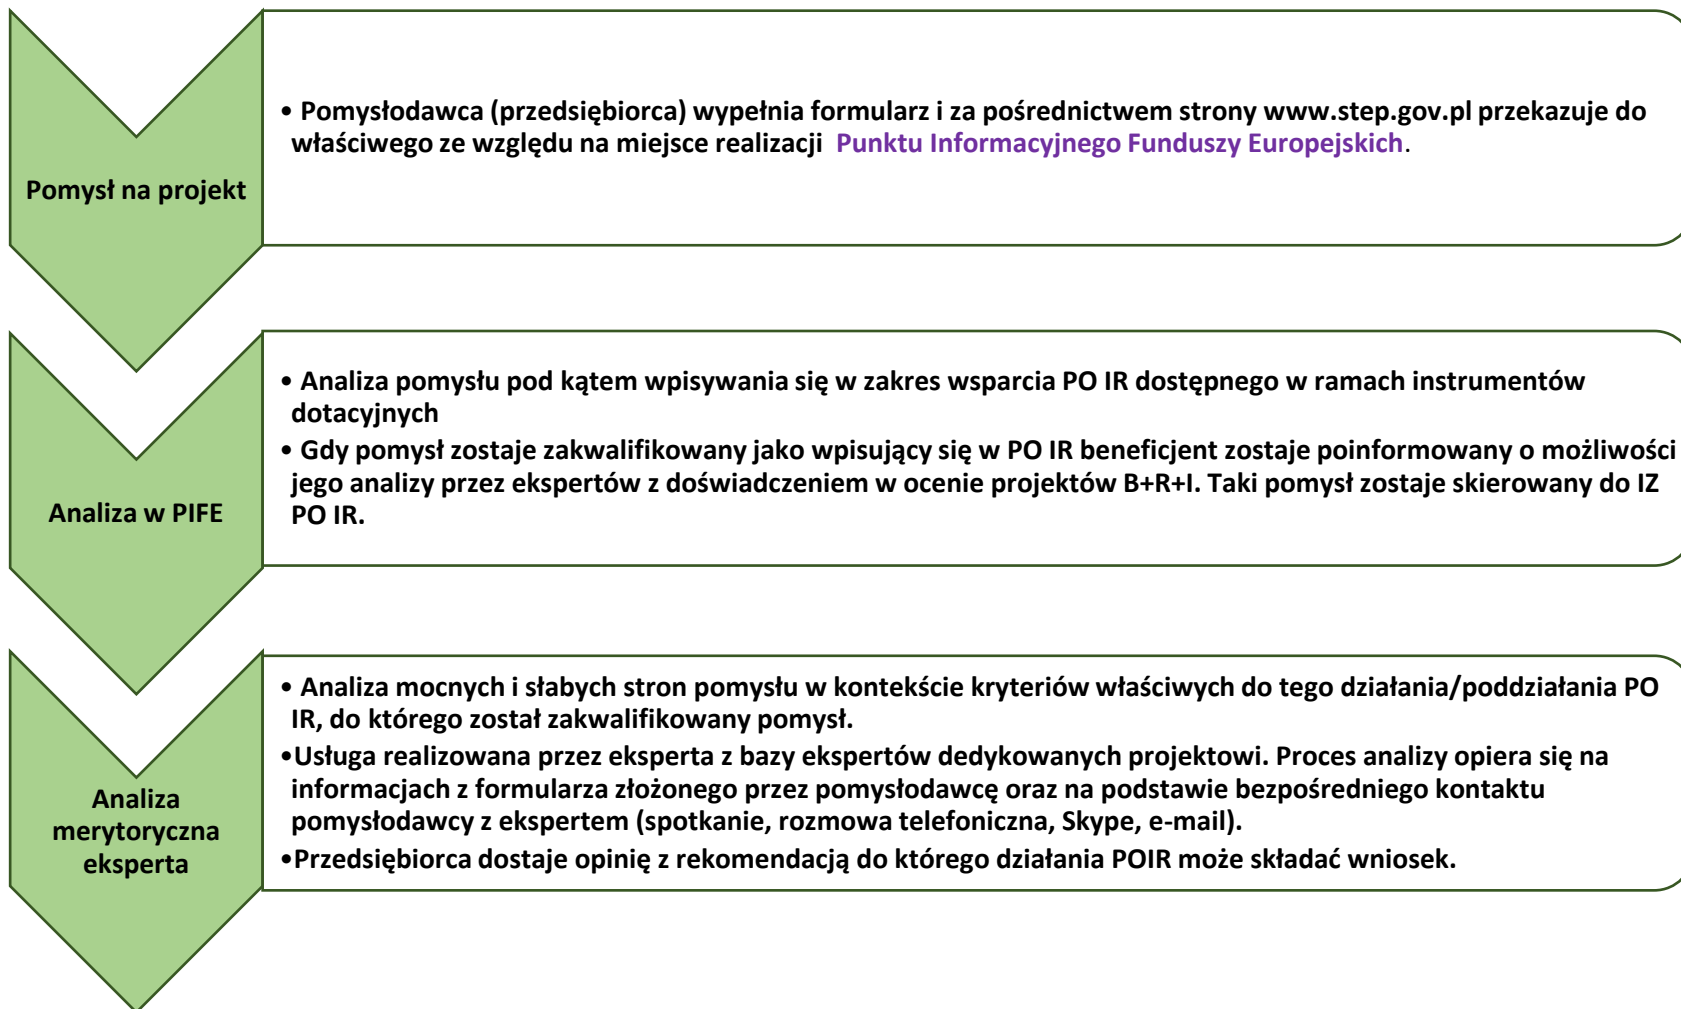 Pomysł na projekt
• Pomysłodawca (przedsiębiorca) wypełnia formularz i za pośrednictwem strony www.step.gov.pl przekazuje do
właściwego ze względu na miejsce realizacji Punktu Informacyjnego Funduszy Europejskich.
Analiza w PIFE
• Analiza pomysłu pod kątem wpisywania się w zakres wsparcia PO IR dostępnego w ramach instrumentów
dotacyjnych
• Gdy pomysł zostaje zakwalifikowany jako wpisujący się w PO IR beneficjent zostaje poinformowany o możliwości
jego analizy przez ekspertów z doświadczeniem w ocenie projektów B+R+I. Taki pomysł zostaje skierowany do IZ
PO IR.
Analiza
merytoryczna
eksperta
• Analiza mocnych i słabych stron pomysłu w kontekście kryteriów właściwych do tego działania/poddziałania PO
IR, do którego został zakwalifikowany pomysł.
•Usługa realizowana przez eksperta z bazy ekspertów dedykowanych projektowi. Proces analizy opiera się na
informacjach z formularza złożonego przez pomysłodawcę oraz na podstawie bezpośredniego kontaktu
pomysłodawcy z ekspertem (spotkanie, rozmowa telefoniczna, Skype, e-mail).
•Przedsiębiorca dostaje opinię z rekomendacją do którego działania POIR może składać wniosek.